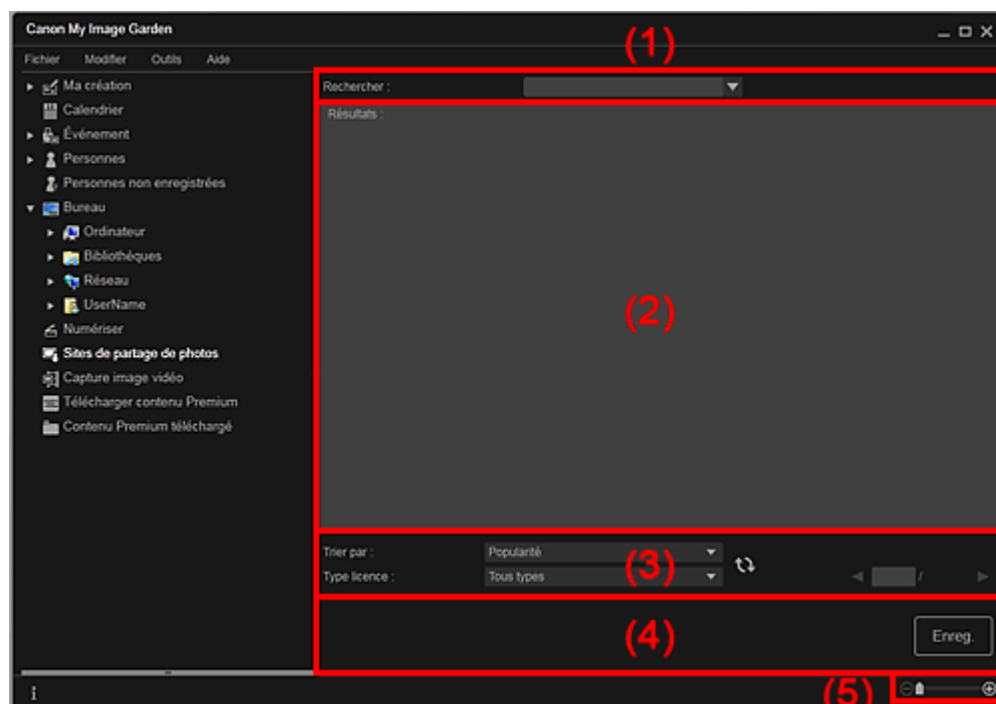 Canon My Image Garden
Fichier Modifier Outils Aide
(1)
Ma création
Calendrier
Événement
Personnes
Personnes non enregistrées
Bureau
Ordinateur
Bibliothèques
Réseau
UserName
Numériser
Sites de partage de photos
Capture image vidéo
Télécharger contenu Premium
Contenu Premium téléchargé
Rechercher :
Résultats :
(2)
Trier par : Popularité
Type licence : Tous types
(3)
/
(4)
Enreg.
(5)